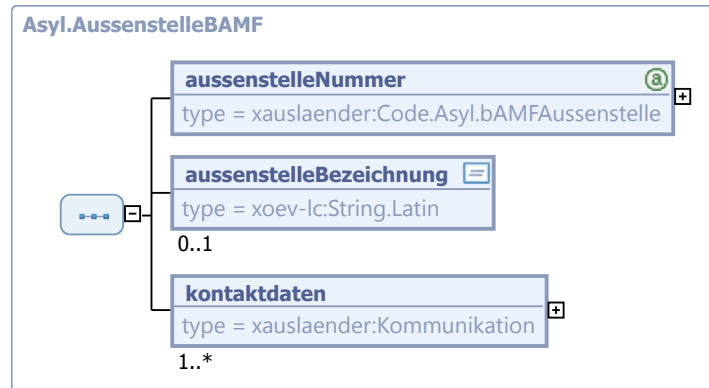 Asyl.AussenstelleBAMF
aussenstelleNummer
type = xauslaender:Code.Asyl.bAMFAussenstelle
aussenstelleBezeichnung
type = xoev-lc:String.Latin
0..1
kontaktdaten
type = xauslaender:Kommunikation
1..*